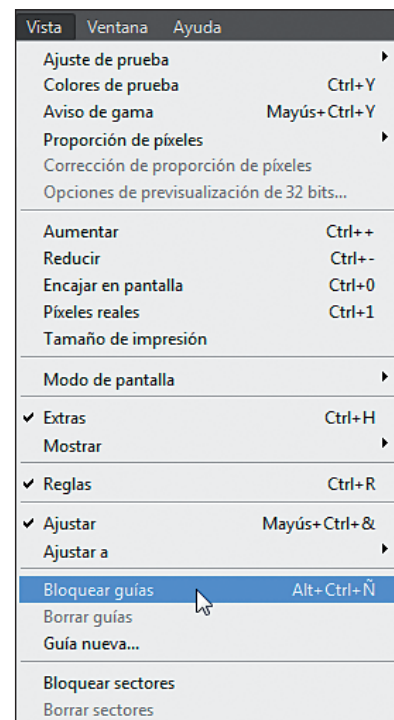 Vista Ventana Ayuda
Ajuste de prueba
Colores de prueba Ctrl+Y
Aviso de gama Mayús+Ctrl+Y
Proporción de píxeles
Corrección de proporción de píxeles
Opciones de previsualización de 32 bits...
Aumentar Ctrl++
Reducir Ctrl+-
Encajar en pantalla Ctrl+0
Píxeles reales Ctrl+1
Tamaño de impresión
Modo de pantalla
Extras Ctrl+H
Mostrar
Reglas Ctrl+R
Ajustar Mayús+Ctrl+&
Ajustar a
Bloquear guías Alt+Ctrl+Ñ
Borrar guías
Guía nueva...
Bloquear sectores
Borrar sectores